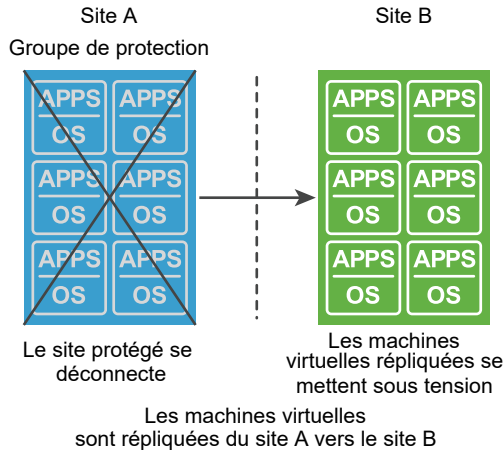 Site A
Site B
Groupe de protection
APPS APPS
OS OS
APPS APPS
OS OS
APPS APPS
OS OS
APPS APPS
OS OS
APPS APPS
OS OS
APPS APPS
OS OS
Le site protégé se
déconnecte
Les machines
virtuelles répliquées se
mettent sous tension
Les machines virtuelles
sont répliquées du site A vers le site B